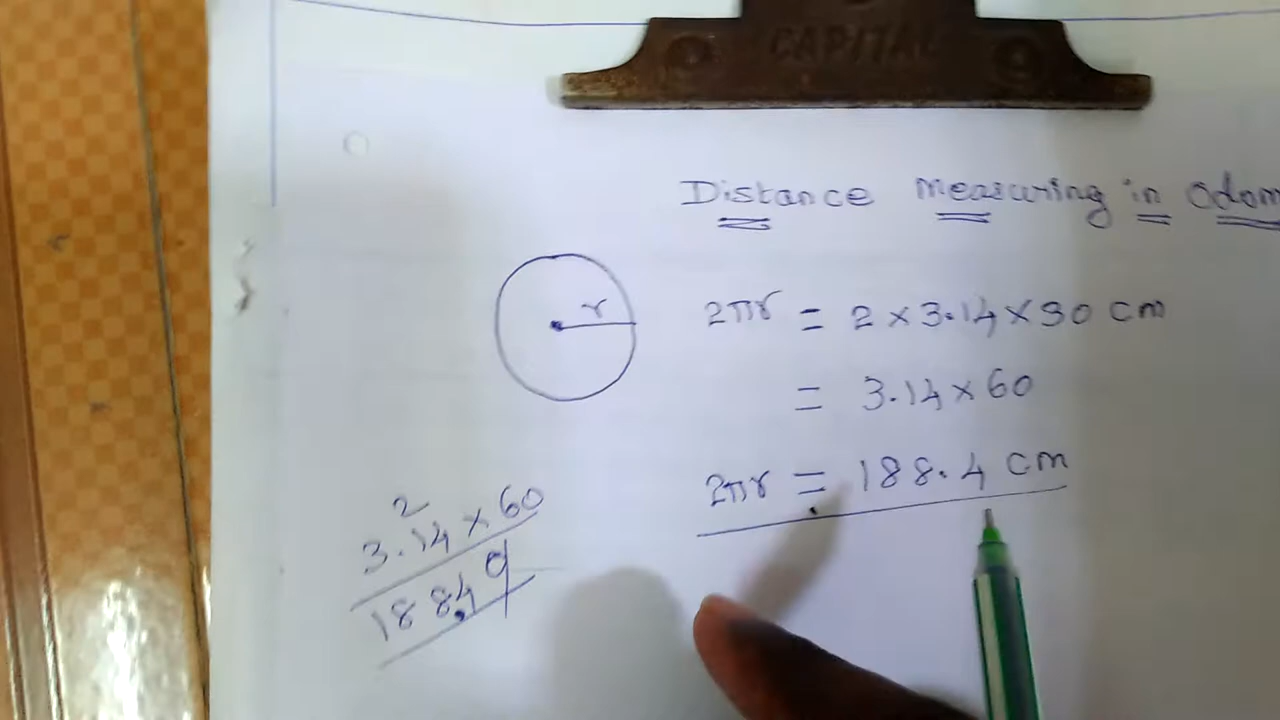 CAPITAL
Distance measuring in Odom
r
2πr = 2 × 3.14 × 30 cm
= 3.14 × 60
2πr = 188.4 cm
2
3.14 × 60
188.40